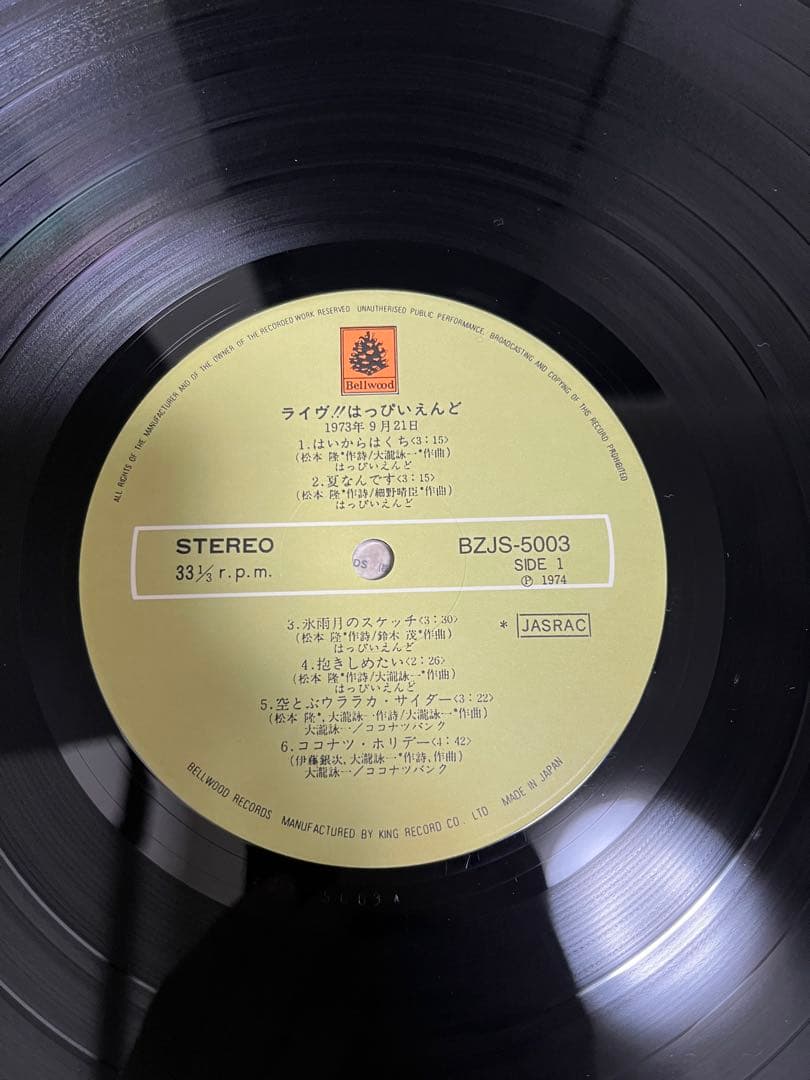 ALL RIGHTS OF THE MANUFACTURER AND OF THE OWNER OF THE RECORDED WORK RESERVED UNAUTHORISED PUBLIC PERFORMANCE. BROADCASTING AND COPYING OF THIS RECORD PROHIBITED
Bellwood
ライヴ!!はっぴいえんど
1973年9月21日
1.はいからはくち<3:15>
(松本 隆*作詩/大瀧詠一*作曲)
はっぴいえんど
2.夏なんです<3:15>
(松本 隆*作詩/細野晴臣*作曲)
はっぴいえんど
STEREO
33⅓ r.p.m.
BZJS-5003
SIDE 1
Ⓟ 1974
3.氷雨月のスケッチ<3:30>
(松本 隆*作詩/鈴木 茂*作曲)
はっぴいえんど
* JASRAC
4.抱きしめたい<2:26>
(松本 隆*作詩/大瀧詠一*作曲)
はっぴいえんど
5.空とぶウララカ・サイダー<3:22>
(松本 隆*,大瀧詠一作詩/大瀧詠一*作曲)
大瀧詠一/ココナツバンク
6.ココナツ・ホリデー<4:42>
(伊藤銀次,大瀧詠一作詩,作曲)
大瀧詠一/ココナツバンク
BELLWOOD RECORDS MANUFACTURED BY KING RECORD CO. LTD MADE IN JAPAN